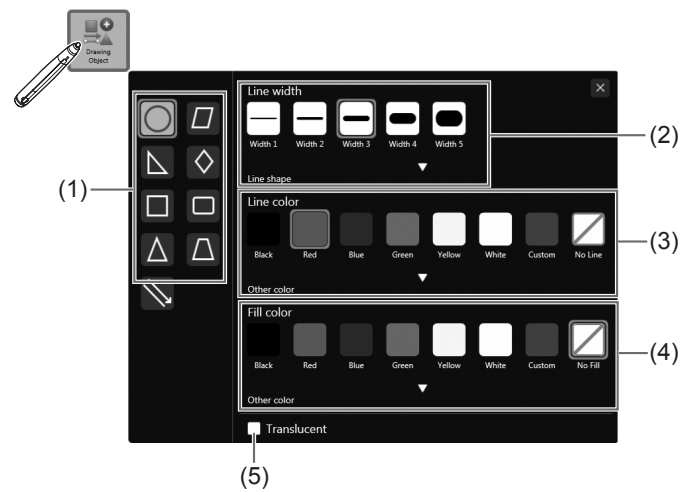 Drawing
Object
Line width
Width 1 Width 2 Width 3 Width 4 Width 5
(2)
Line shape
(1)
Line color
(3)
Black Red Blue Green Yellow White Custom No Line
Other color
Fill color
(4)
Black Red Blue Green Yellow White Custom No Fill
Other color
Translucent
(5)